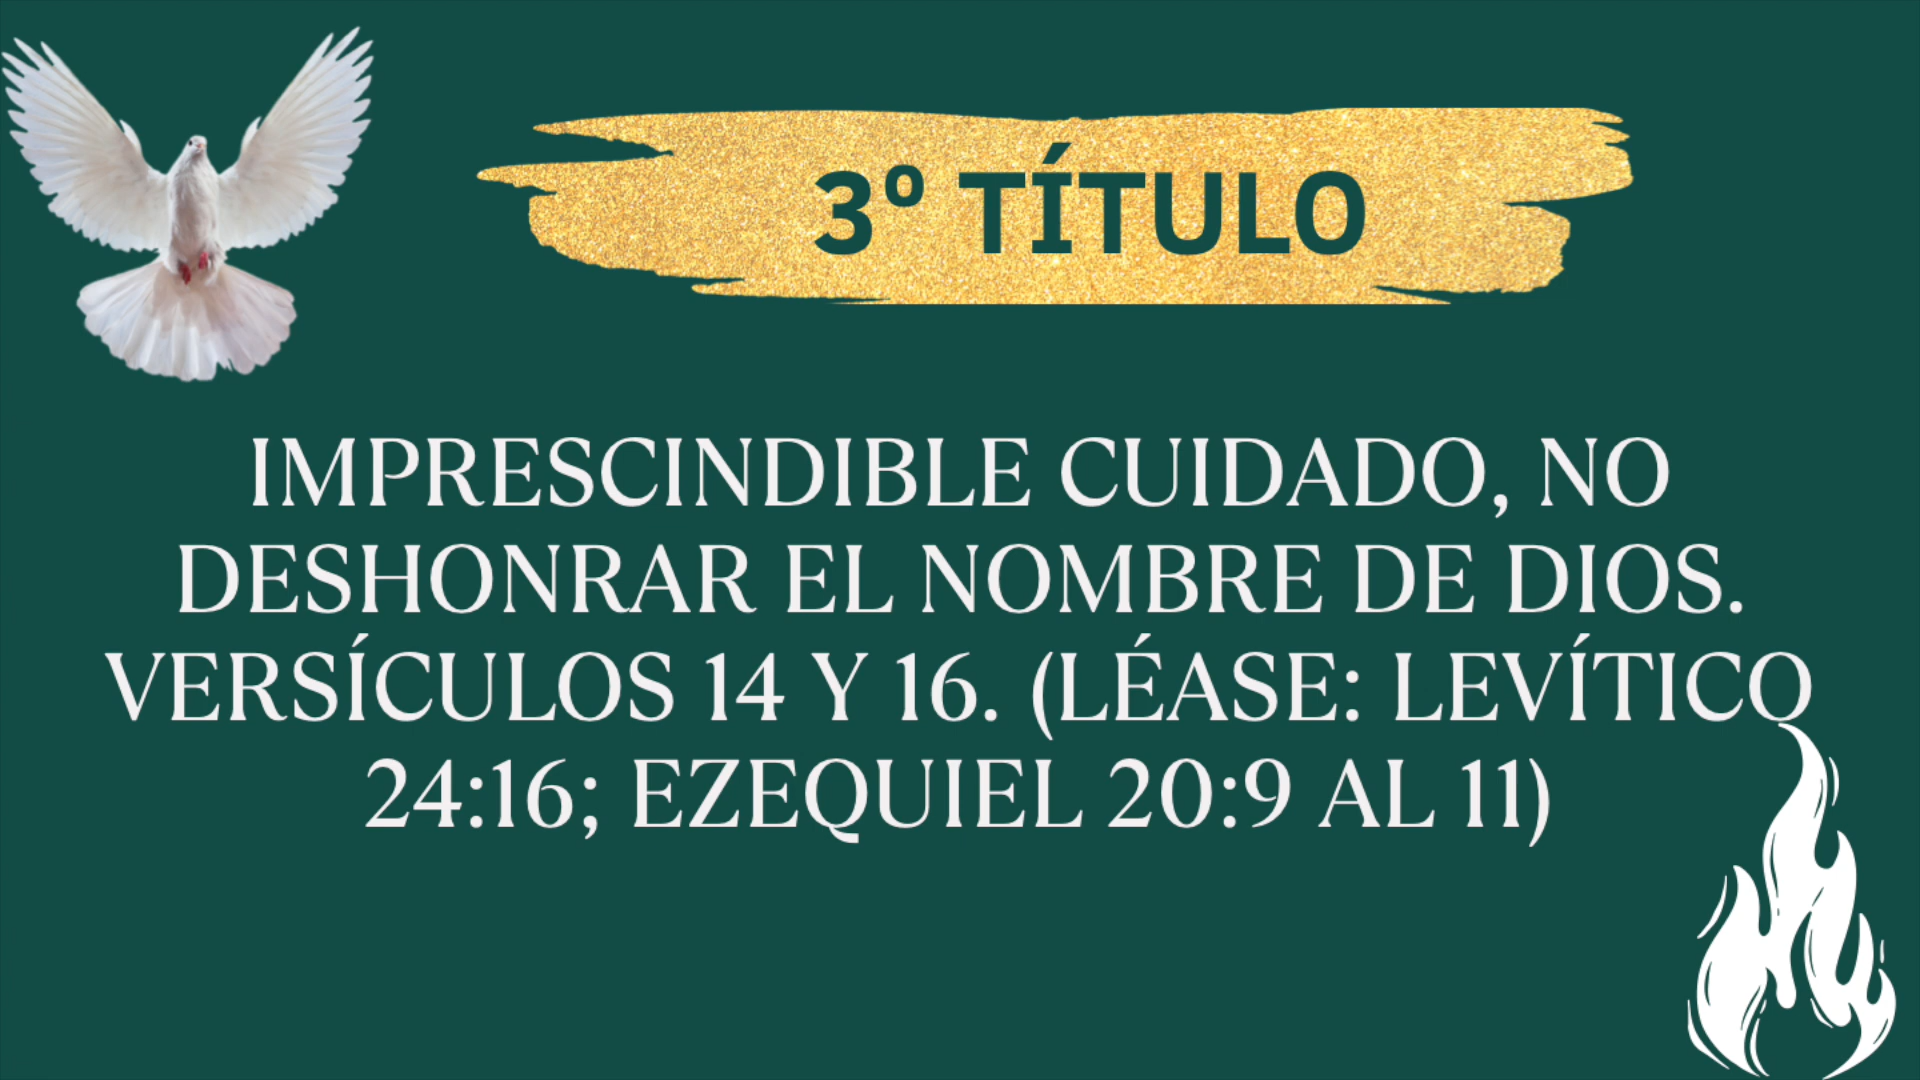 3º TÍTULO
IMPRESCINDIBLE CUIDADO, NO
DESHONRAR EL NOMBRE DE DIOS.
VERSÍCULOS 14 Y 16. (LÉASE: LEVÍTICO
24:16; EZEQUIEL 20:9 AL 11)